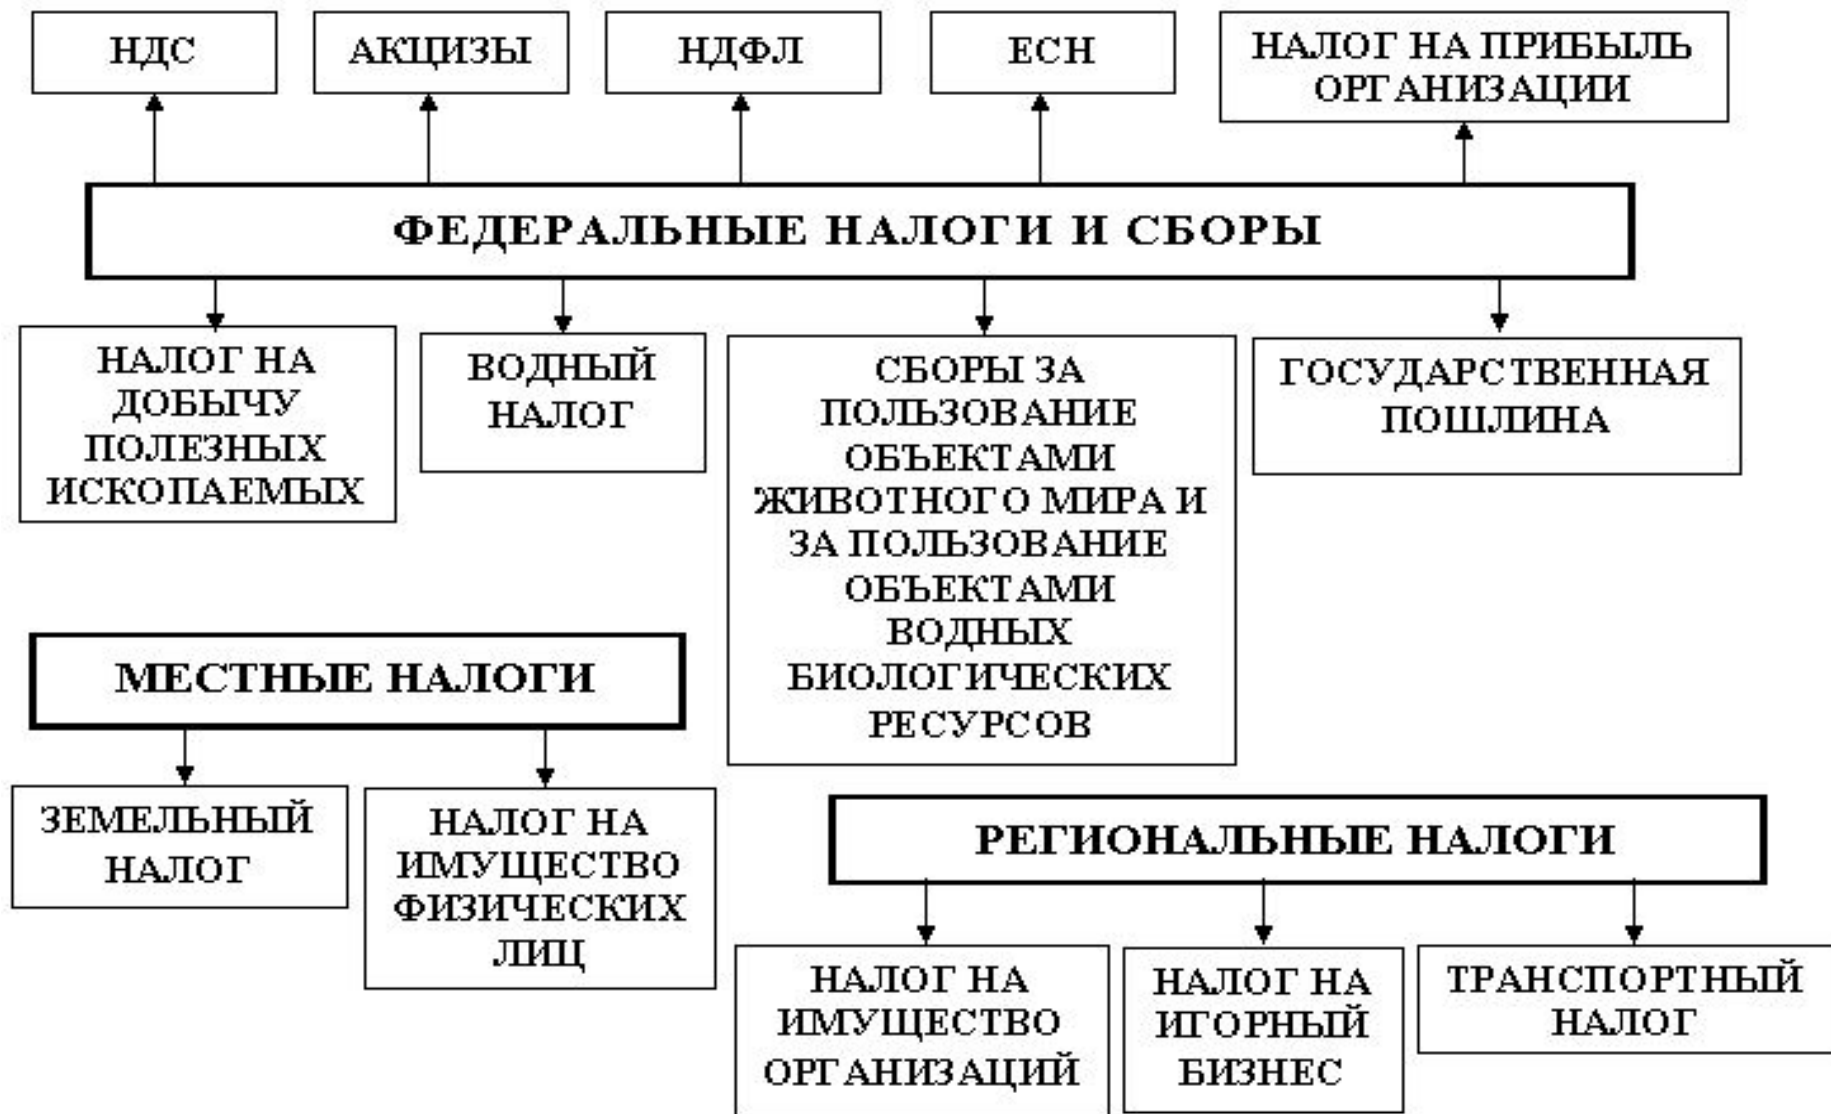 НДС
АКЦИЗЫ
НДФЛ
ЕСН
НАЛОГ НА ПРИБЫЛЬ
ОРГАНИЗАЦИИ
ФЕДЕРАЛЬНЫЕ НАЛОГИ И СБОРЫ
НАЛОГ НА
ДОБЫЧУ
ПОЛЕЗНЫХ
ИСКОПАЕМЫХ
ВОДНЫЙ
НАЛОГ
СБОРЫ ЗА
ПОЛЬЗОВАНИЕ
ОБЪЕКТАМИ
ЖИВОТНОГО МИРА И
ЗА ПОЛЬЗОВАНИЕ
ОБЪЕКТАМИ
ВОДНЫХ
БИОЛОГИЧЕСКИХ
РЕСУРСОВ
ГОСУДАРСТВЕННАЯ
ПОШЛИНА
МЕСТНЫЕ НАЛОГИ
ЗЕМЕЛЬНЫЙ
НАЛОГ
НАЛОГ НА
ИМУЩЕСТВО
ФИЗИЧЕСКИХ
ЛИЦ
РЕГИОНАЛЬНЫЕ НАЛОГИ
НАЛОГ НА
ИМУЩЕСТВО
ОРГАНИЗАЦИЙ
НАЛОГ НА
ИГОРНЫЙ
БИЗНЕС
ТРАНСПОРТНЫЙ
НАЛОГ